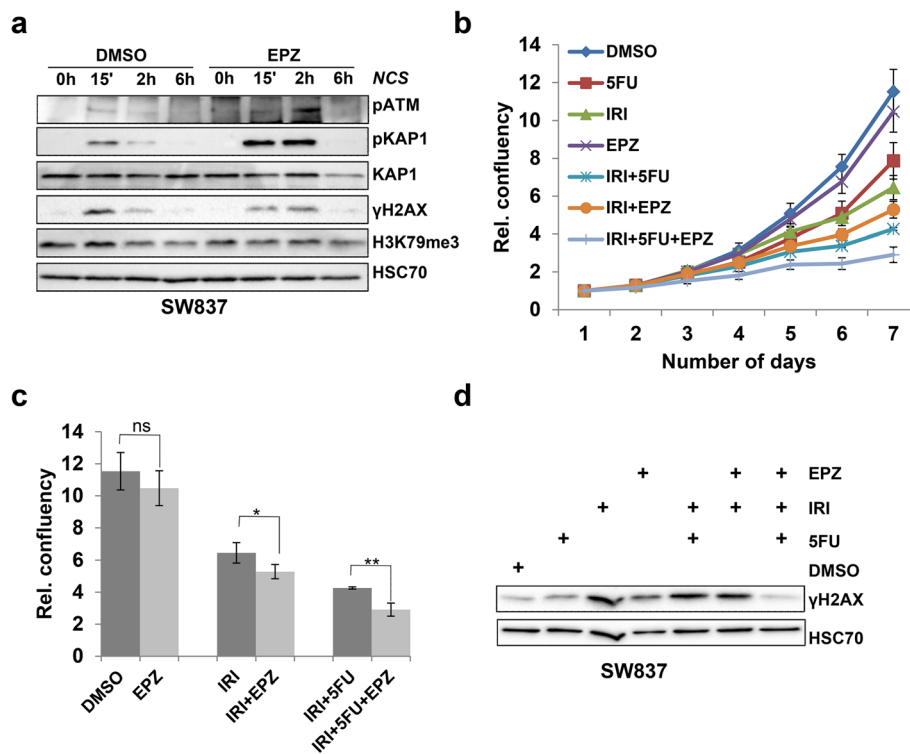 a
DMSO EPZ
0h 15' 2h 6h 0h 15' 2h 6h NCS
pATM
pKAP1
KAP1
γH2AX
H3K79me3
HSC70
SW837
b
Rel. confluency
14
12
10
8
6
4
2
0
DMSO
5FU
IRI
EPZ
IRI+5FU
IRI+EPZ
IRI+5FU+EPZ
1 2 3 4 5 6 7
Number of days
c
Rel. confluency
14
12
10
8
6
4
2
0
ns
*
**
DMSO
EPZ
IRI
IRI+EPZ
IRI+5FU
IRI+5FU+EPZ
d
+ + + EPZ
+ + + + IRI
+ + + 5FU
+ DMSO
γH2AX
HSC70
SW837